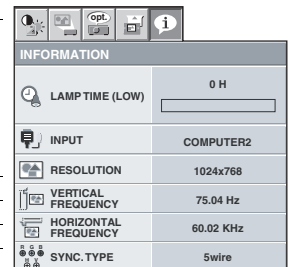 opt.
i
INFORMATION
LAMP TIME (LOW)
0 H
INPUT
COMPUTER2
RESOLUTION
1024x768
VERTICAL
FREQUENCY
75.04 Hz
HORIZONTAL
FREQUENCY
60.02 KHz
R G B
H V
SYNC. TYPE
5wire